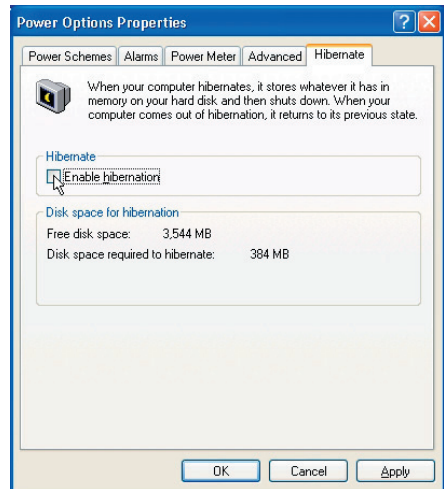 Power Options Properties
Power Schemes Alarms Power Meter Advanced Hibernate
When your computer hibernates, it stores whatever it has in
memory on your hard disk and then shuts down. When your
computer comes out of hibernation, it returns to its previous state.
Hibernate
Enable hibernation
Disk space for hibernation
Free disk space: 3,544 MB
Disk space required to hibernate: 384 MB
OK Cancel Apply